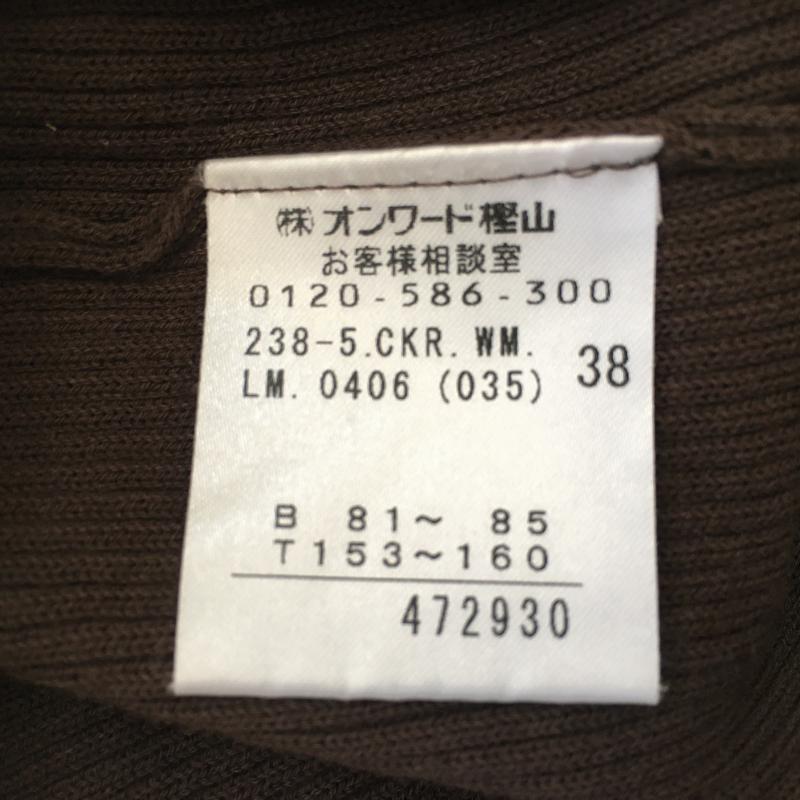 ㈱オンワード樫山
お客様相談室
0120-586-300
238-5.CKR.WM.
LM. 0406 (035) 38
B 81～ 85
T153～160
472930